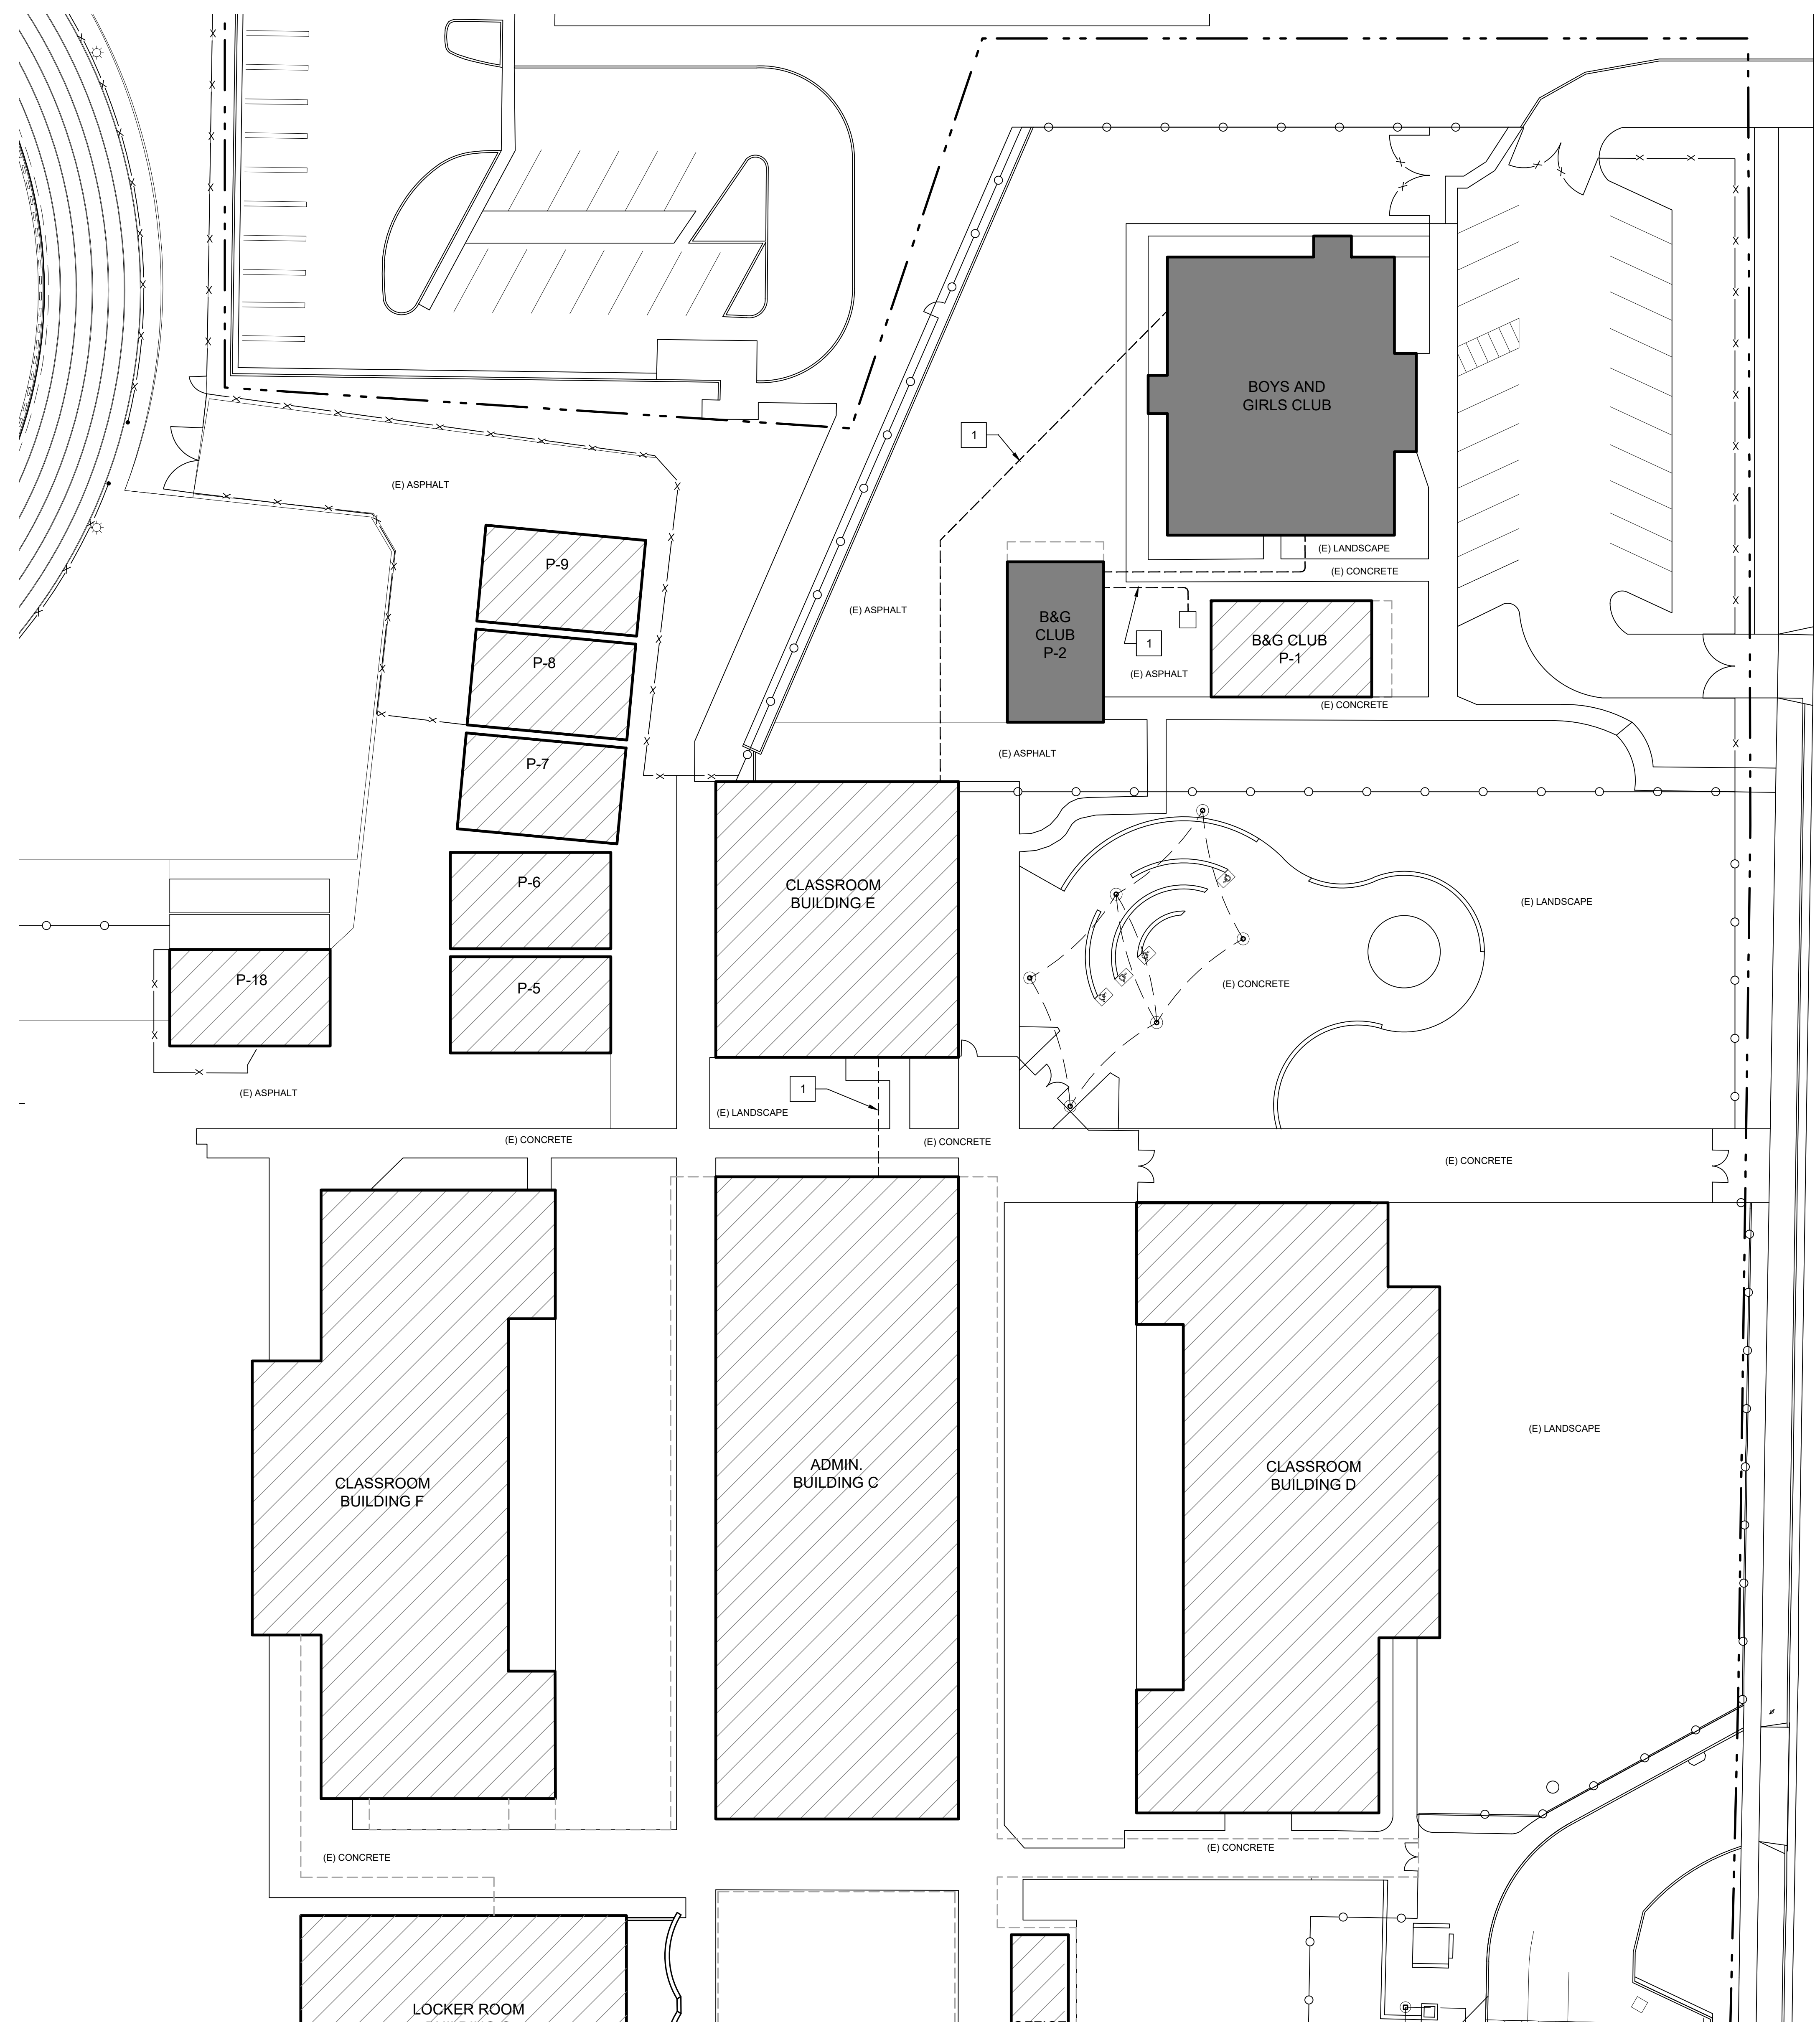 BOYS AND
GIRLS CLUB
1
(E) ASPHALT
(E) LANDSCAPE
P-9
(E) CONCRETE
(E) ASPHALT
B&G
CLUB
P-2
B&G CLUB
P-1
1
P-8
(E) ASPHALT
(E) CONCRETE
(E) ASPHALT
P-7
CLASSROOM
BUILDING E
P-6
(E) LANDSCAPE
P-18
P-5
(E) CONCRETE
1
(E) ASPHALT
(E) LANDSCAPE
(E) CONCRETE
(E) CONCRETE
(E) CONCRETE
(E) LANDSCAPE
ADMIN.
BUILDING C
CLASSROOM
BUILDING D
CLASSROOM
BUILDING F
(E) CONCRETE
(E) CONCRETE
LOCKER ROOM